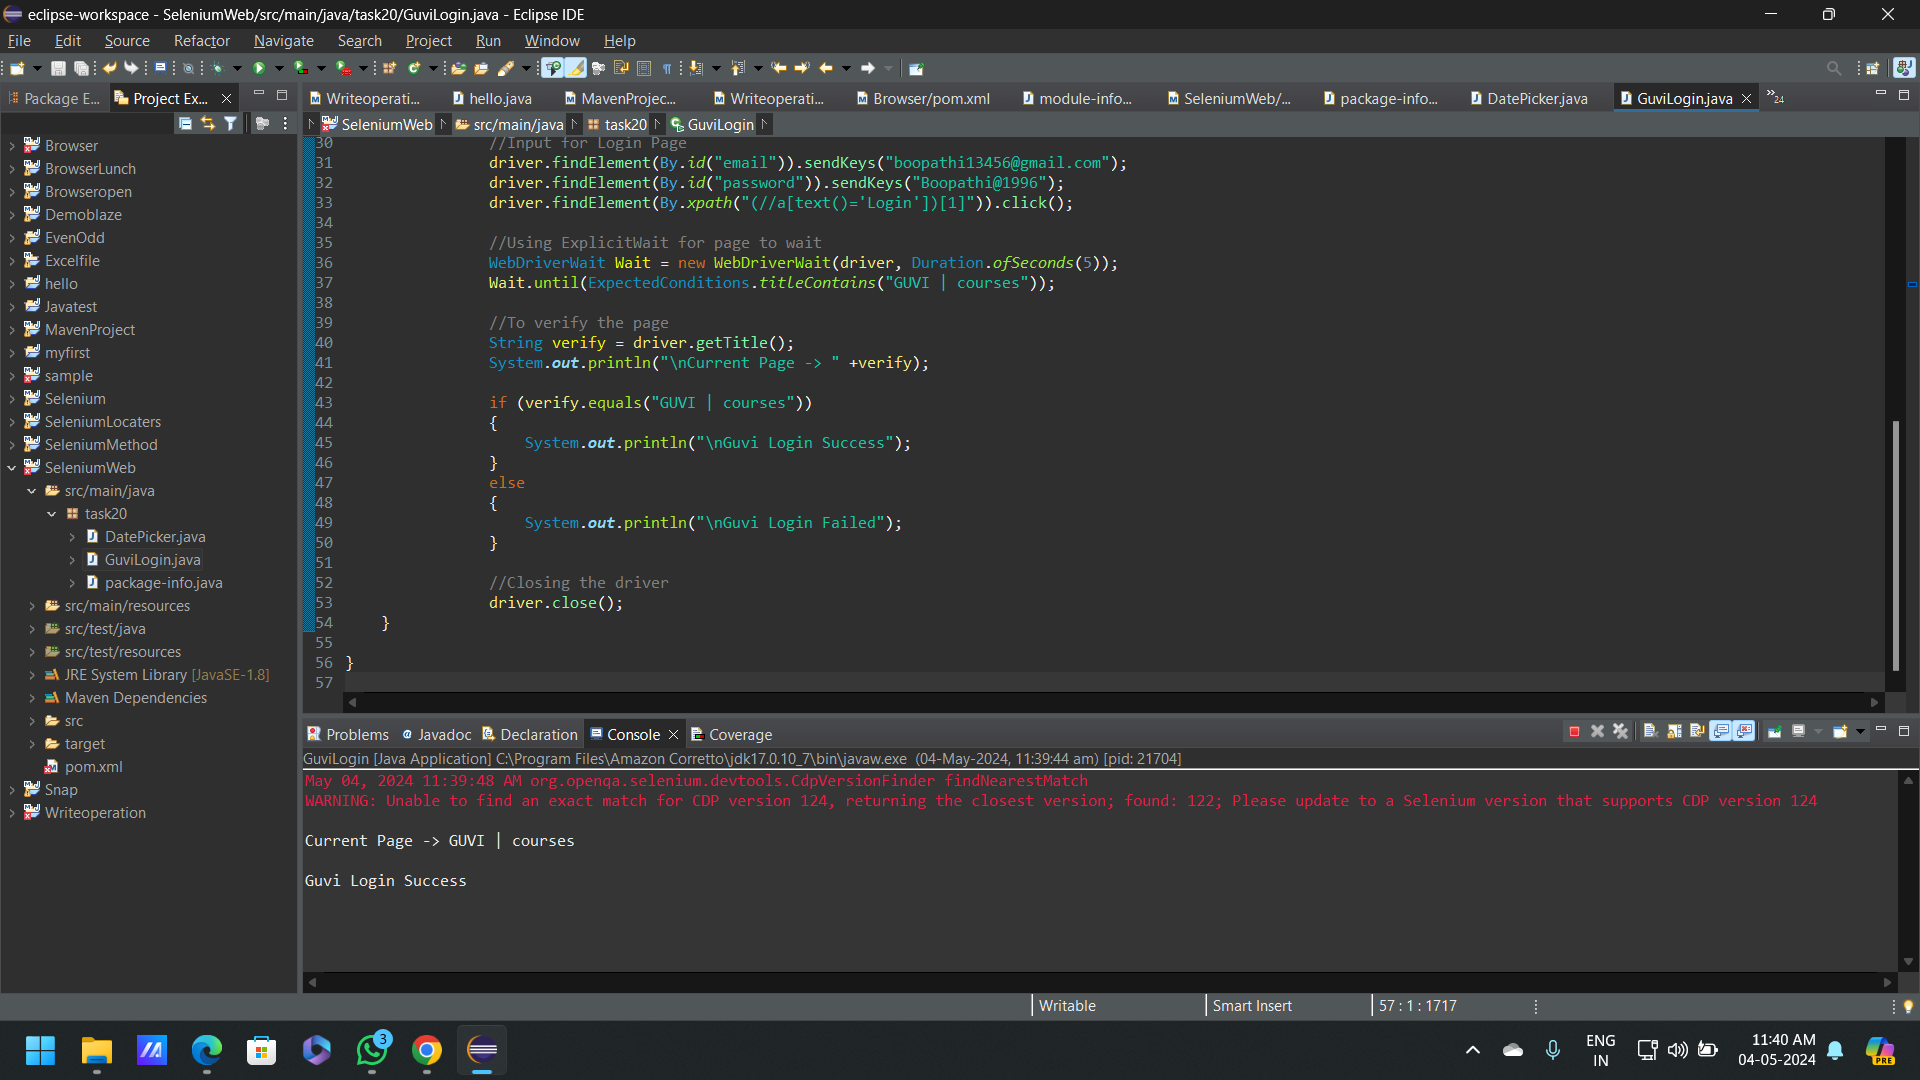 eclipse-workspace - SeleniumWeb/src/main/java/task20/GuviLogin.java - Eclipse IDE
File Edit Source Refactor Navigate Search Project Run Window Help
Package E... Project Ex...
Writeoperati... hello.java MavenProjec... Writeoperati... Browser/pom.xml module-info... SeleniumWeb/... package-info... DatePicker.java GuviLogin.java »24
SeleniumWeb src/main/java task20 GuviLogin
Browser
BrowserLunch
Browseropen
Demoblaze
EvenOdd
Excelfile
hello
Javatest
MavenProject
myfirst
sample
Selenium
SeleniumLocaters
SeleniumMethod
SeleniumWeb
src/main/java
task20
DatePicker.java
GuviLogin.java
package-info.java
src/main/resources
src/test/java
src/test/resources
JRE System Library [JavaSE-1.8]
Maven Dependencies
src
target
pom.xml
Snap
Writeoperation
30 //Input for Login Page
31 driver.findElement(By.id("email")).sendKeys("boopathi13456@gmail.com");
32 driver.findElement(By.id("password")).sendKeys("Boopathi@1996");
33 driver.findElement(By.xpath("(//a[text()='Login'])[1]")).click();
34
35 //Using ExplicitWait for page to wait
36 WebDriverWait Wait = new WebDriverWait(driver, Duration.ofSeconds(5));
37 Wait.until(ExpectedConditions.titleContains("GUVI | courses"));
38
39 //To verify the page
40 String verify = driver.getTitle();
41 System.out.println("\nCurrent Page -> " +verify);
42
43 if (verify.equals("GUVI | courses"))
44 {
45 System.out.println("\nGuvi Login Success");
46 }
47 else
48 {
49 System.out.println("\nGuvi Login Failed");
50 }
51
52 //Closing the driver
53 driver.close();
54 }
55
56 }
57
Problems Javadoc Declaration Console Coverage
GuviLogin [Java Application] C:\Program Files\Amazon Corretto\jdk17.0.10_7\bin\javaw.exe (04-May-2024, 11:39:44 am) [pid: 21704]
May 04, 2024 11:39:48 AM org.openqa.selenium.devtools.CdpVersionFinder findNearestMatch
WARNING: Unable to find an exact match for CDP version 124, returning the closest version; found: 122; Please update to a Selenium version that supports CDP version 124
Current Page -> GUVI | courses
Guvi Login Success
Writable Smart Insert 57 : 1 : 1717
3
ENG
IN
11:40 AM
04-05-2024
PRE